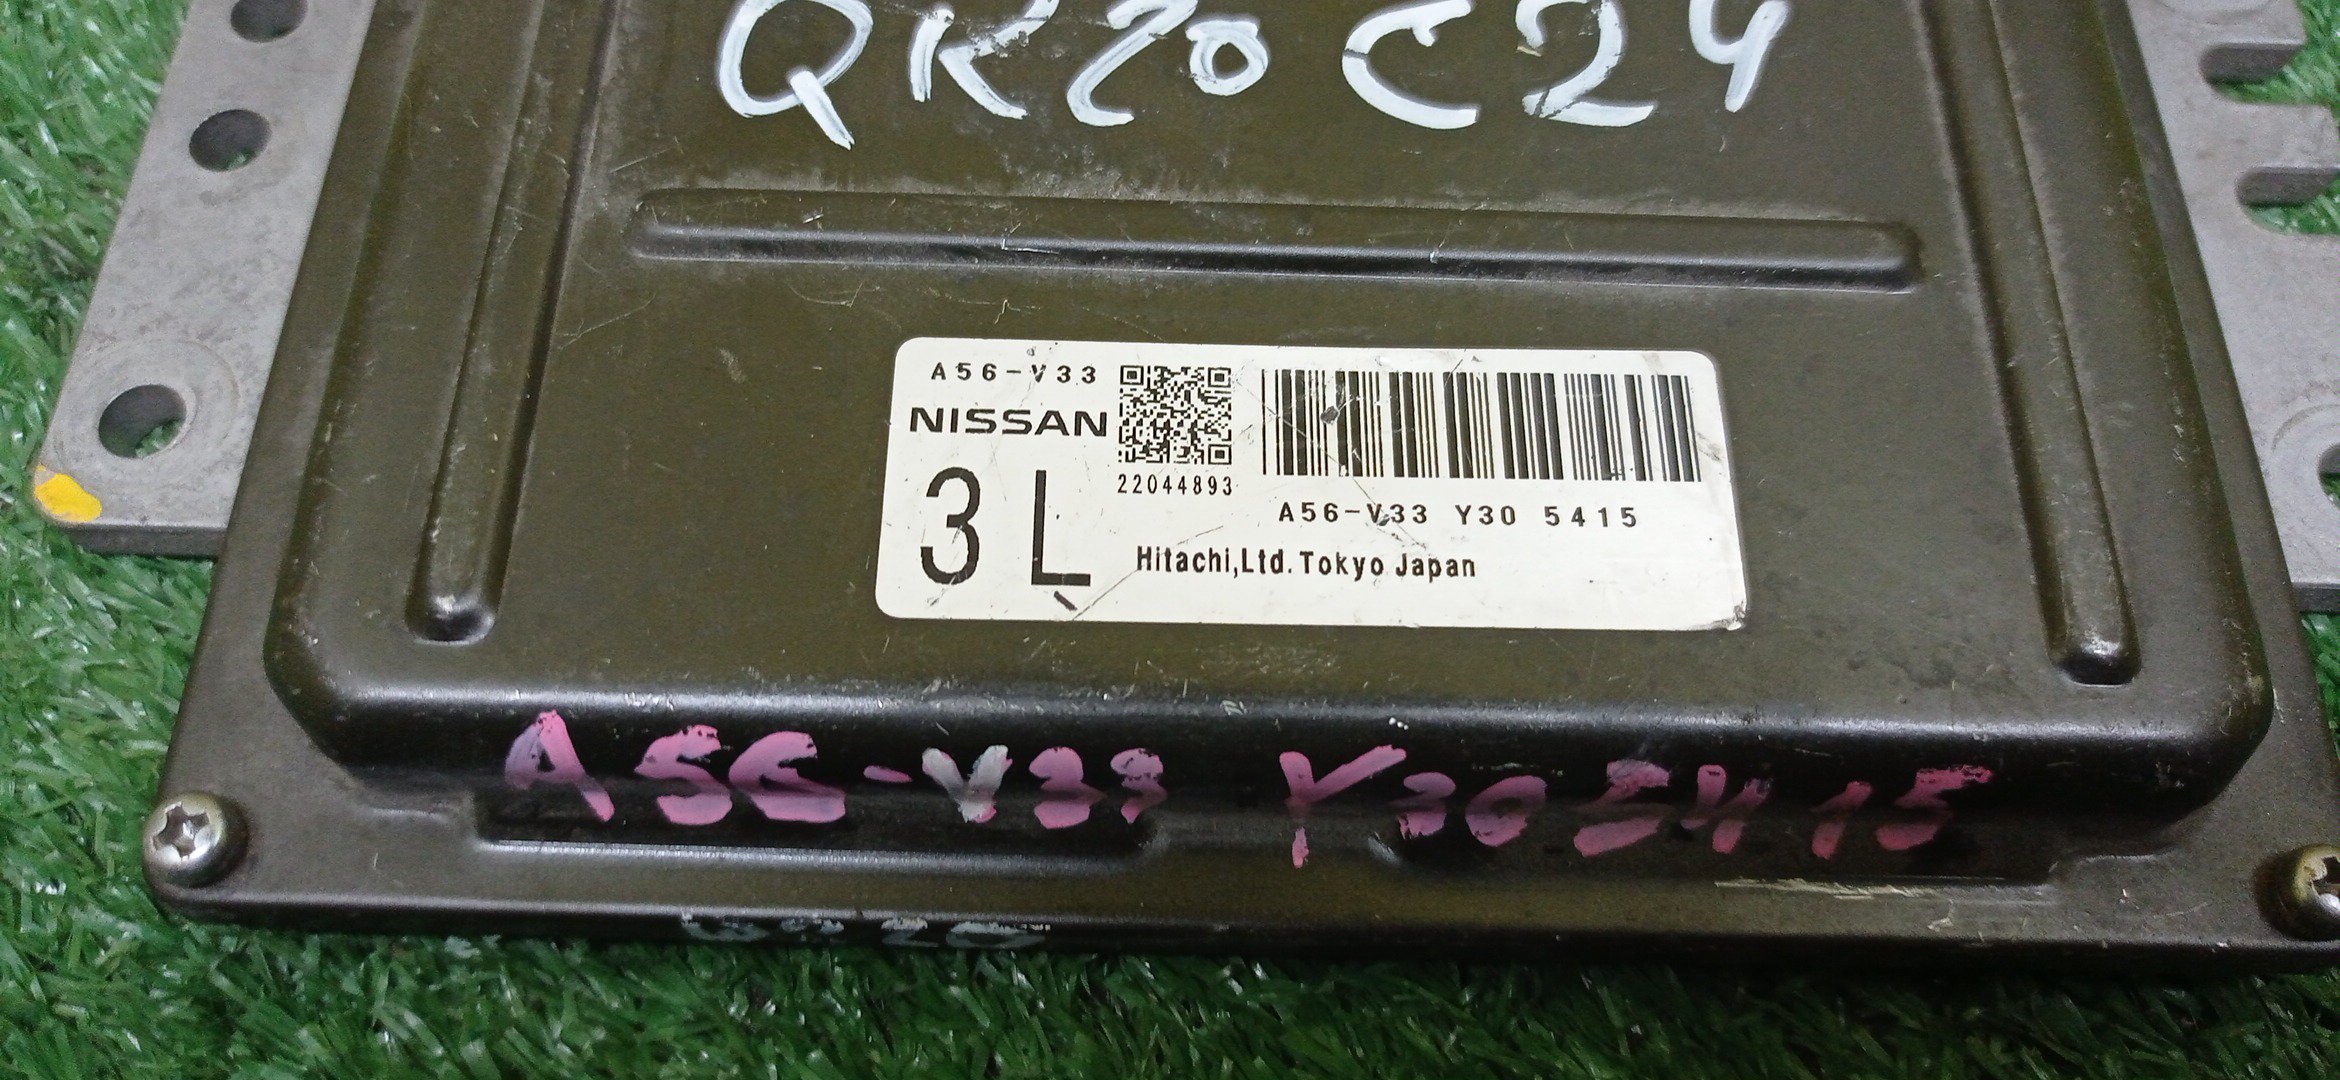 QR20 C24
A56-V33
NISSAN
3 L
22044893
A56-V33 Y30 5415
Hitachi,Ltd. Tokyo Japan
A56-V33 Y30 5415
QR20